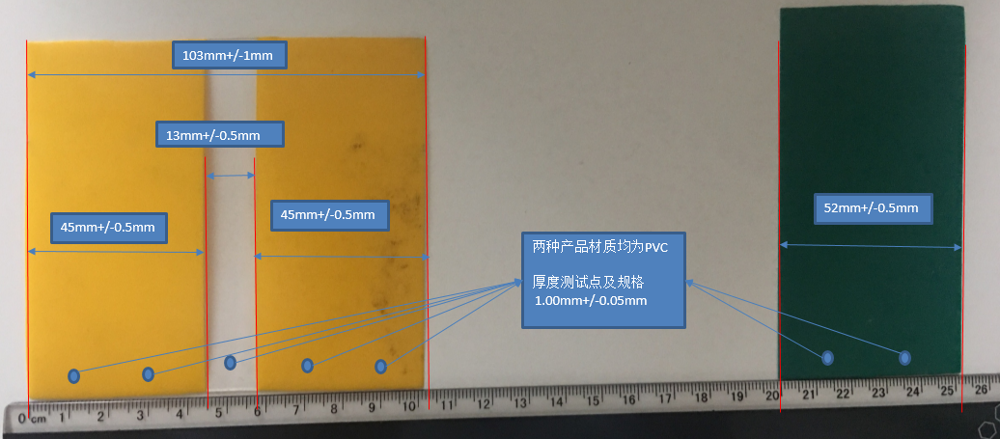 103mm+/-1mm
13mm+/-0.5mm
45mm+/-0.5mm
45mm+/-0.5mm
52mm+/-0.5mm
两种产品材质均为PVC
厚度测试点及规格
1.00mm+/-0.05mm
0 cm 1 2 3 4 5 6 7 8 9 10 11 12 13 14 15 16 17 18 19 20 21 22 23 24 25 26